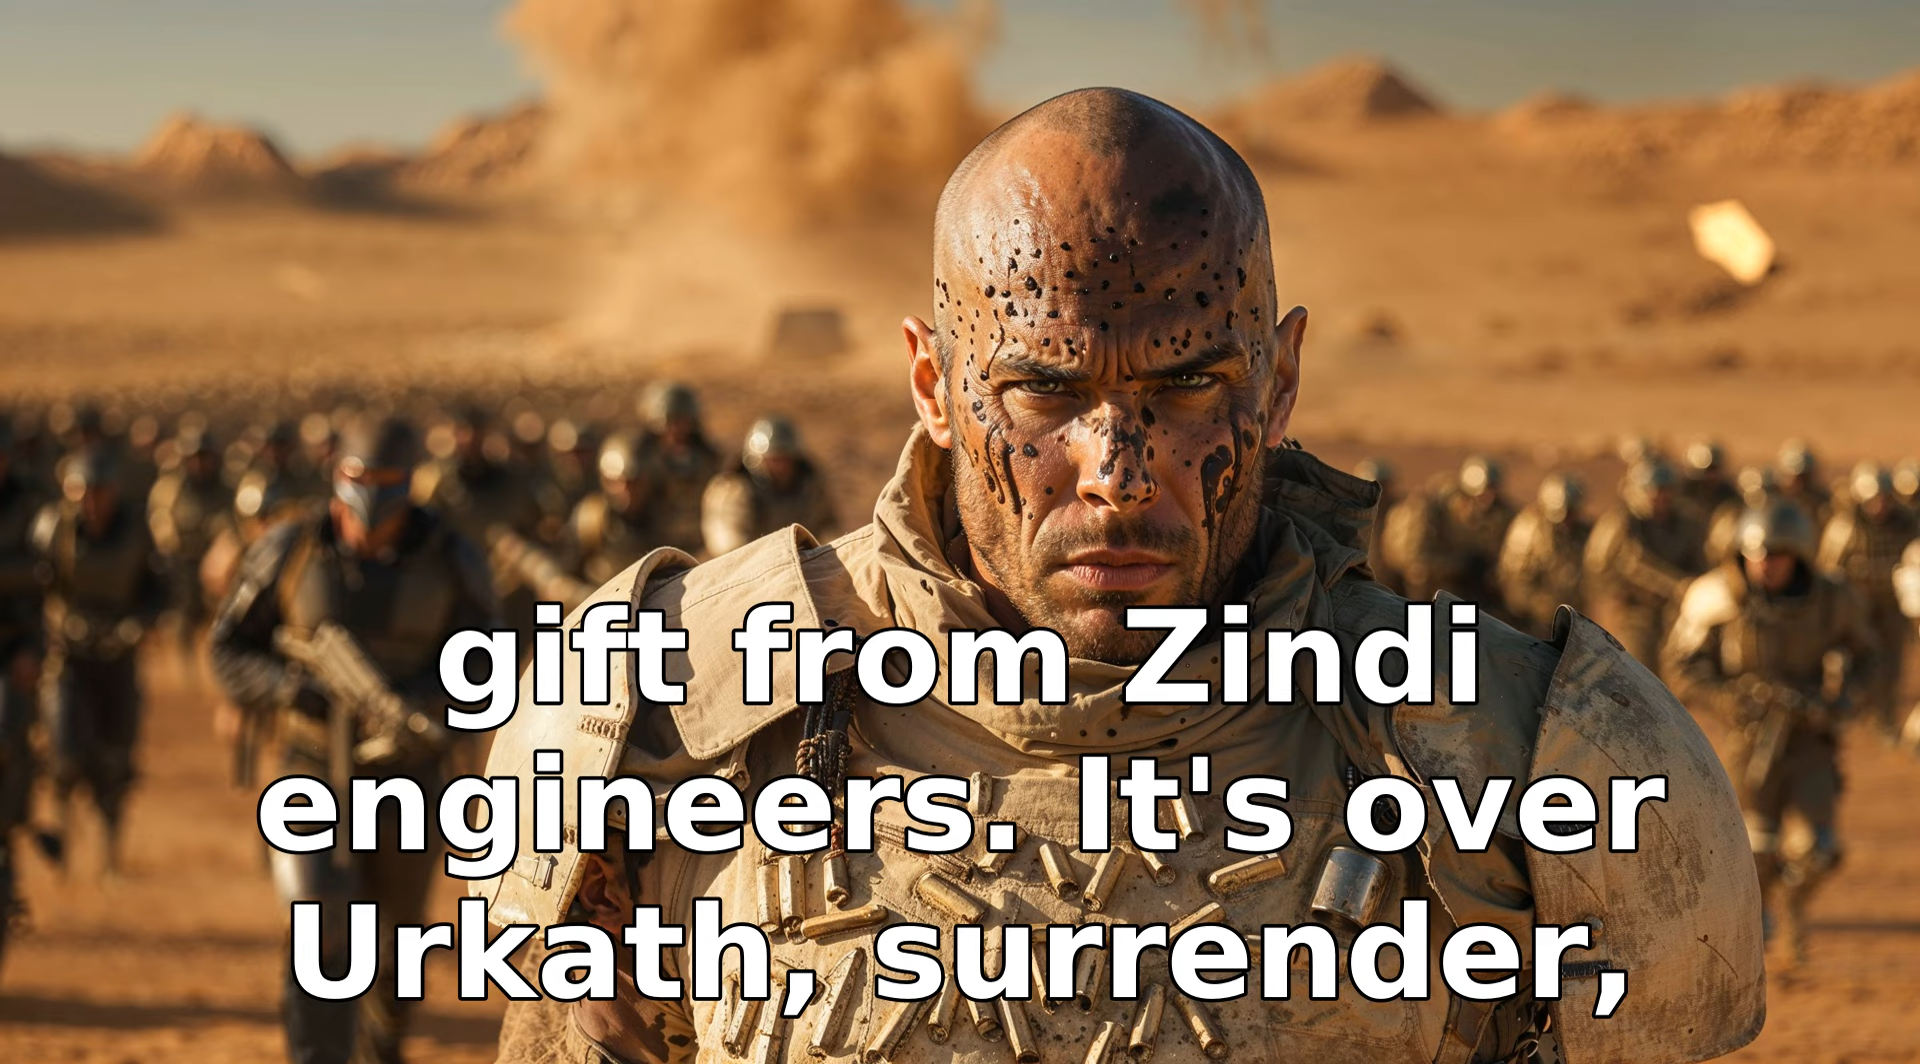 gift from Zindi
engineers. It's over
Urkath, surrender,